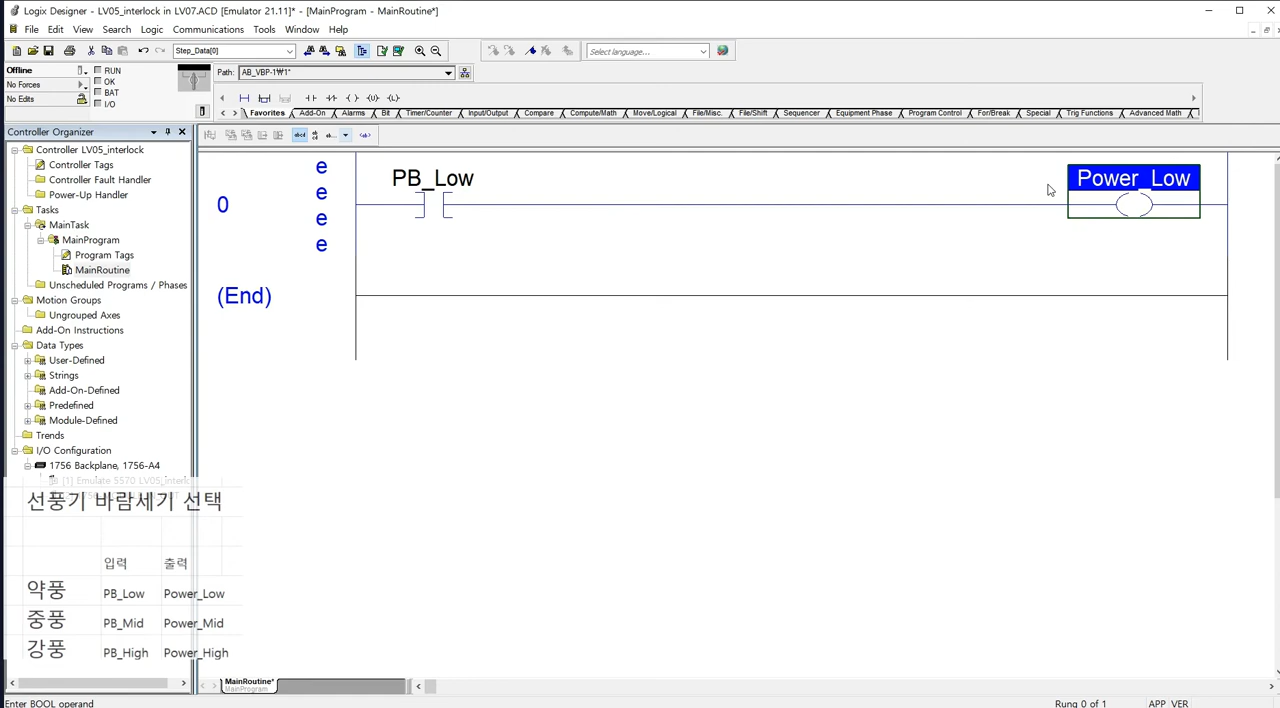 Logix Designer - LV05_interlock in LV07.ACD [Emulator 21.11]* - [MainProgram - MainRoutine*]
File Edit View Search Logic Communications Tools Window Help
Step_Data[0]
Select language...
Offline
No Forces
No Edits
RUN
OK
BAT
I/O
Path: AB_VBP-1₩1*
Favorites Add-On Alarms Bit Timer/Counter Input/Output Compare Compute/Math Move/Logical File/Misc. File/Shift Sequencer Equipment Phase Program Control For/Break Special Trig Functions Advanced Math
Controller Organizer
Controller LV05_interlock
Controller Tags
Controller Fault Handler
Power-Up Handler
Tasks
MainTask
MainProgram
Program Tags
MainRoutine
Unscheduled Programs / Phases
Motion Groups
Ungrouped Axes
Add-On Instructions
Data Types
User-Defined
Strings
Add-On-Defined
Predefined
Module-Defined
Trends
I/O Configuration
1756 Backplane, 1756-A4
[1] Emulate 5570 LV05_interlc
선풍기 바람세기 선택
입력 출력
약풍 PB_Low Power_Low
중풍 PB_Mid Power_Mid
강풍 PB_High Power_High
e
e
e
e
0
PB_Low
Power_Low
(End)
MainRoutine*
MainProgram
Enter BOOL operand
Rung 0 of 1
APP VER